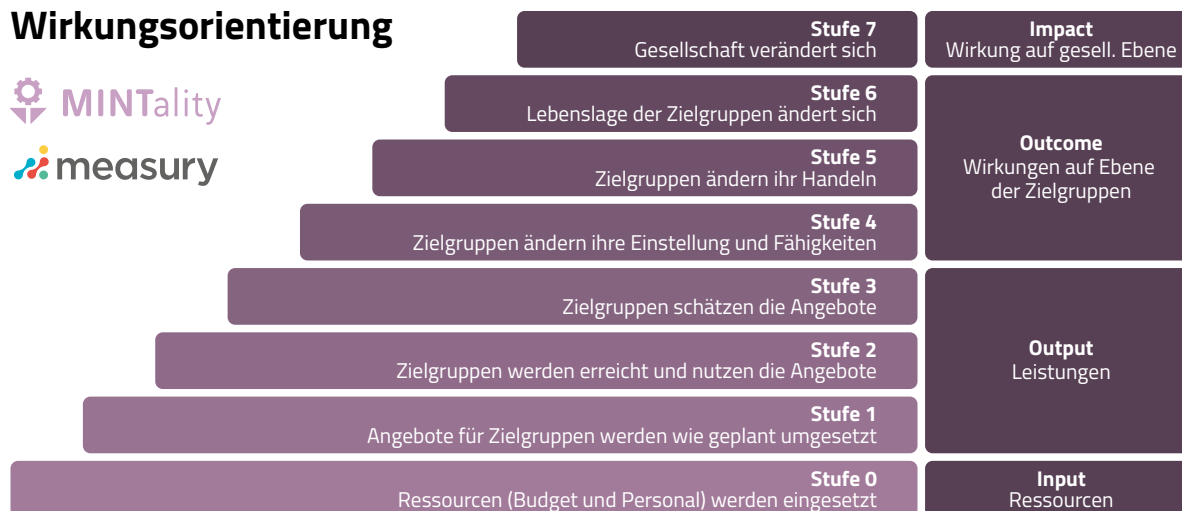 Wirkungsorientierung
MINTality
measury
Stufe 7
Gesellschaft verändert sich
Impact
Wirkung auf gesell. Ebene
Stufe 6
Lebenslage der Zielgruppen ändert sich
Stufe 5
Zielgruppen ändern ihr Handeln
Stufe 4
Zielgruppen ändern ihre Einstellung und Fähigkeiten
Outcome
Wirkungen auf Ebene
der Zielgruppen
Stufe 3
Zielgruppen schätzen die Angebote
Stufe 2
Zielgruppen werden erreicht und nutzen die Angebote
Stufe 1
Angebote für Zielgruppen werden wie geplant umgesetzt
Output
Leistungen
Stufe 0
Ressourcen (Budget und Personal) werden eingesetzt
Input
Ressourcen